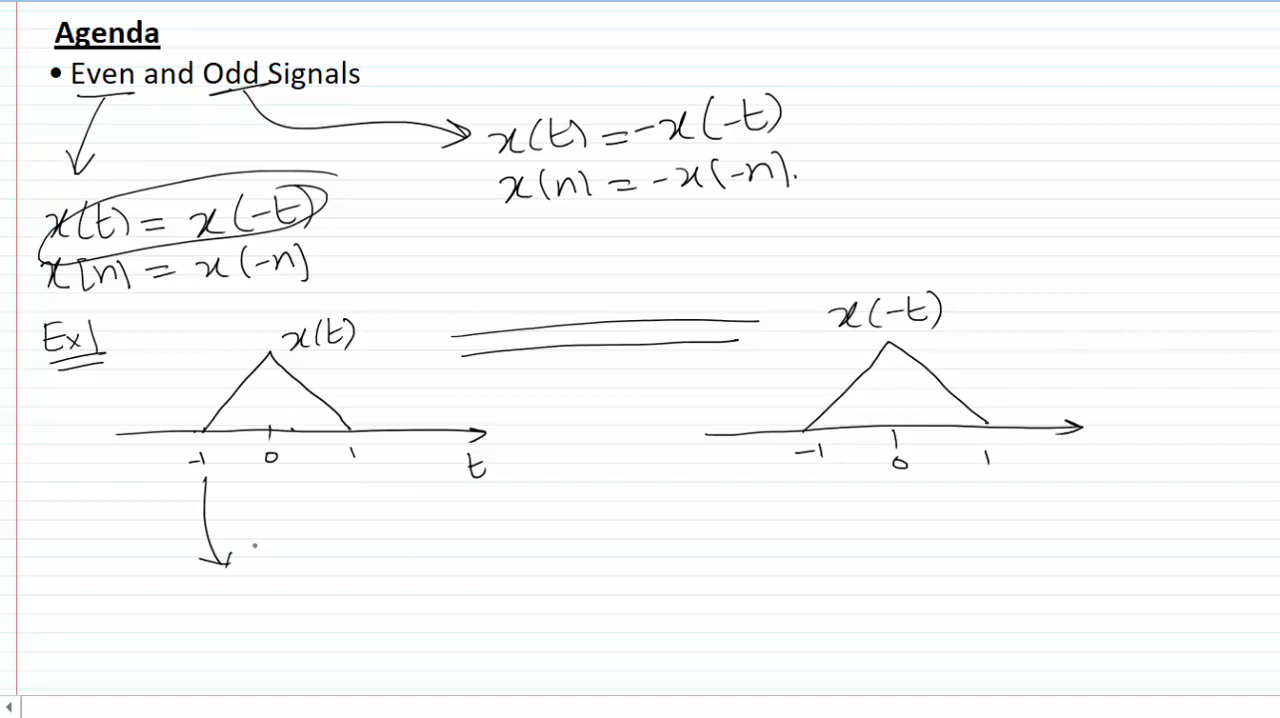 Agenda
• Even and Odd Signals
x(t) = -x(-t)
x[n] = -x[-n].
x(t) = x(-t)
x[n] = x[-n]
Ex1
x(t)
x(-t)
-1 0 1 t
-1 0 1